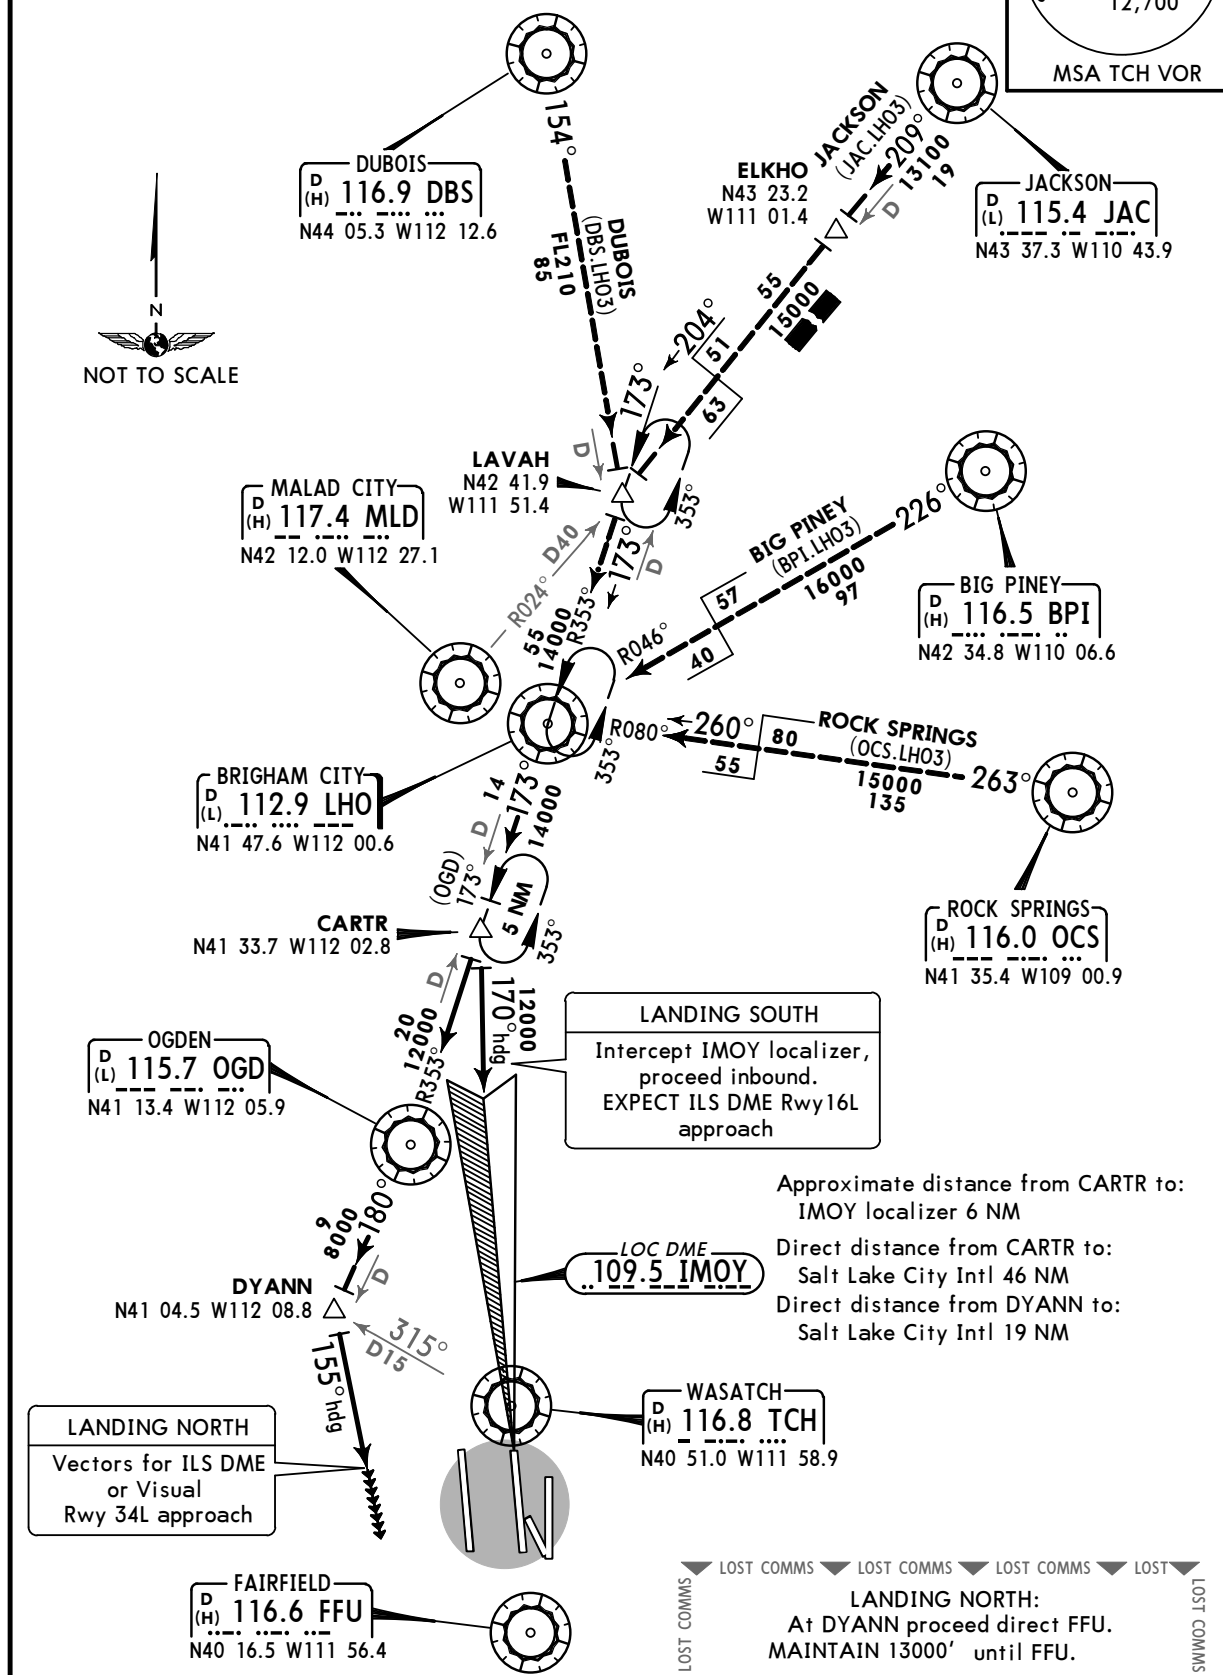 12,700
MSA TCH VOR
DUBOIS
D
(H) 116.9 DBS
N44 05.3 W112 12.6
154°
DUBOIS
(DBS.LHO3)
FL210
85
JACKSON
(JAC.LHO3)
209°
13100
19
D
ELKHO
N43 23.2
W111 01.4
JACKSON
D
(L) 115.4 JAC
N43 37.3 W110 43.9
N
NOT TO SCALE
55
15000
204°
51
63
173°
D
LAVAH
N42 41.9
W111 51.4
353°
MALAD CITY
D
(H) 117.4 MLD
N42 12.0 W112 27.1
R024°
D40
173°
D
R353°
55
14000
BIG PINEY
(BPI.LHO3)
226°
16000
97
57
40
R046°
BIG PINEY
D
(H) 116.5 BPI
N42 34.8 W110 06.6
353°
R080°
260°
80
55
ROCK SPRINGS
(OCS.LHO3)
15000
135
263°
BRIGHAM CITY
D
(L) 112.9 LHO
N41 47.6 W112 00.6
14
173°
14000
D
(OGD)
173°
5 NM
353°
CARTR
N41 33.7 W112 02.8
ROCK SPRINGS
D
(H) 116.0 OCS
N41 35.4 W109 00.9
D
20
12000
R353°
12000
170° hdg
LANDING SOUTH
Intercept IMOY localizer,
proceed inbound.
EXPECT ILS DME Rwy16L
approach
OGDEN
D
(L) 115.7 OGD
N41 13.4 W112 05.9
180°
9
8000
D
Approximate distance from CARTR to:
IMOY localizer 6 NM
Direct distance from CARTR to:
Salt Lake City Intl 46 NM
Direct distance from DYANN to:
Salt Lake City Intl 19 NM
LOC DME
109.5 IMOY
DYANN
N41 04.5 W112 08.8
315°
D15
155° hdg
WASATCH
D
(H) 116.8 TCH
N40 51.0 W111 58.9
LANDING NORTH
Vectors for ILS DME
or Visual
Rwy 34L approach
FAIRFIELD
D
(H) 116.6 FFU
N40 16.5 W111 56.4
LOST COMMS LOST COMMS LOST COMMS LOST
LOST COMMS
LOST COMMS
LANDING NORTH:
At DYANN proceed direct FFU.
MAINTAIN 13000' until FFU.